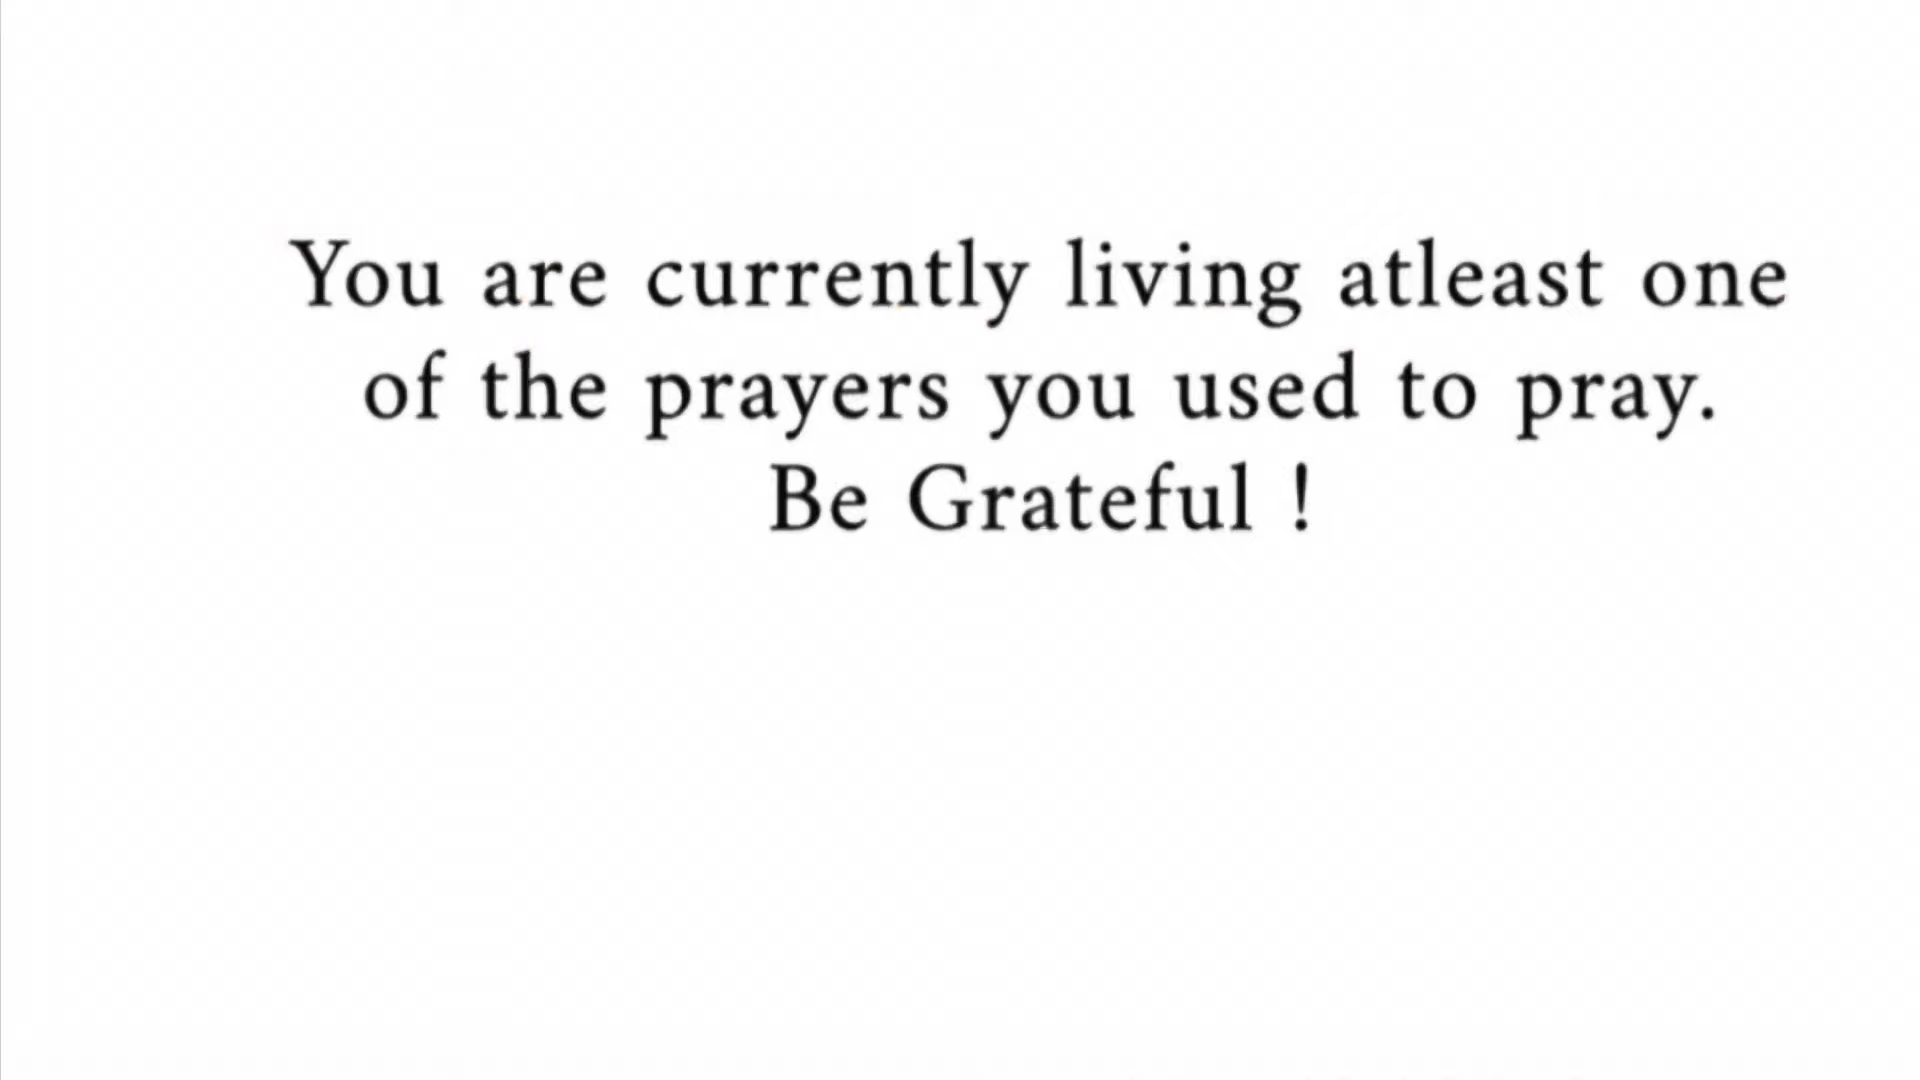 You are currently living atleast one
of the prayers you used to pray.
Be Grateful !